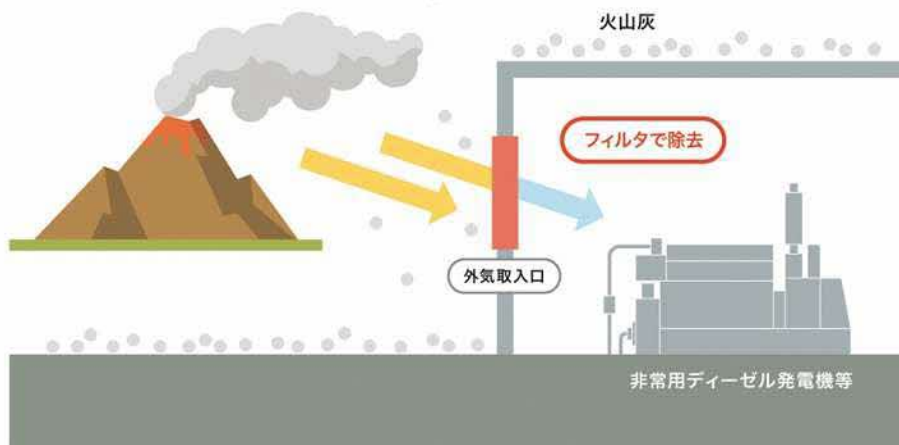 火山灰
フィルタで除去
外気取入口
非常用ディーゼル発電機等